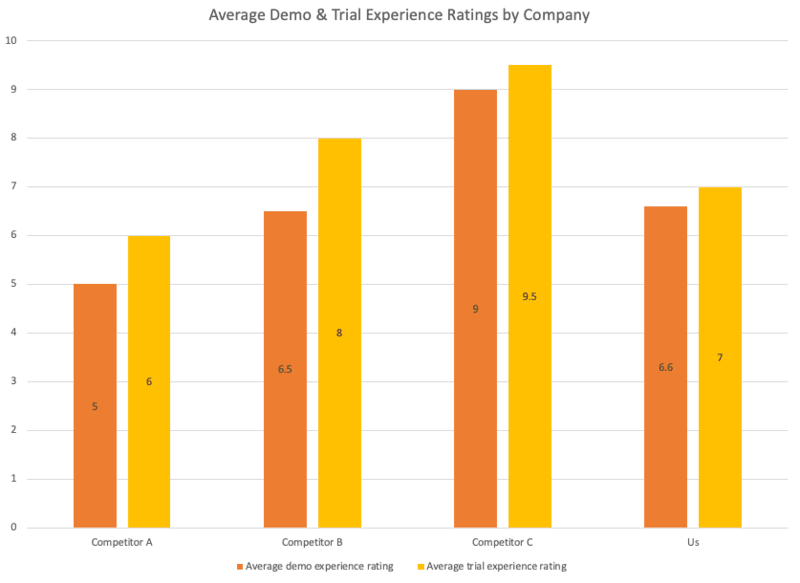 Average Demo & Trial Experience Ratings by Company
10
9
8
7
6
5
4
3
2
1
0
5
6
6.5
8
9
9.5
6.6
7
Competitor A
Competitor B
Competitor C
Us
Average demo experience rating
Average trial experience rating